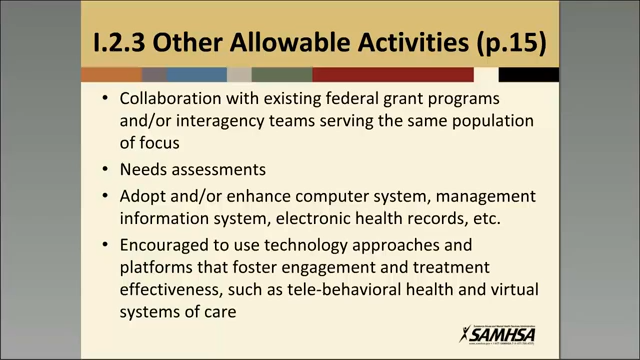 I.2.3 Other Allowable Activities (p.15)
• Collaboration with existing federal grant programs
and/or interagency teams serving the same population
of focus
• Needs assessments
• Adopt and/or enhance computer system, management
information system, electronic health records, etc.
• Encouraged to use technology approaches and
platforms that foster engagement and treatment
effectiveness, such as tele-behavioral health and virtual
systems of care
SAMHSA